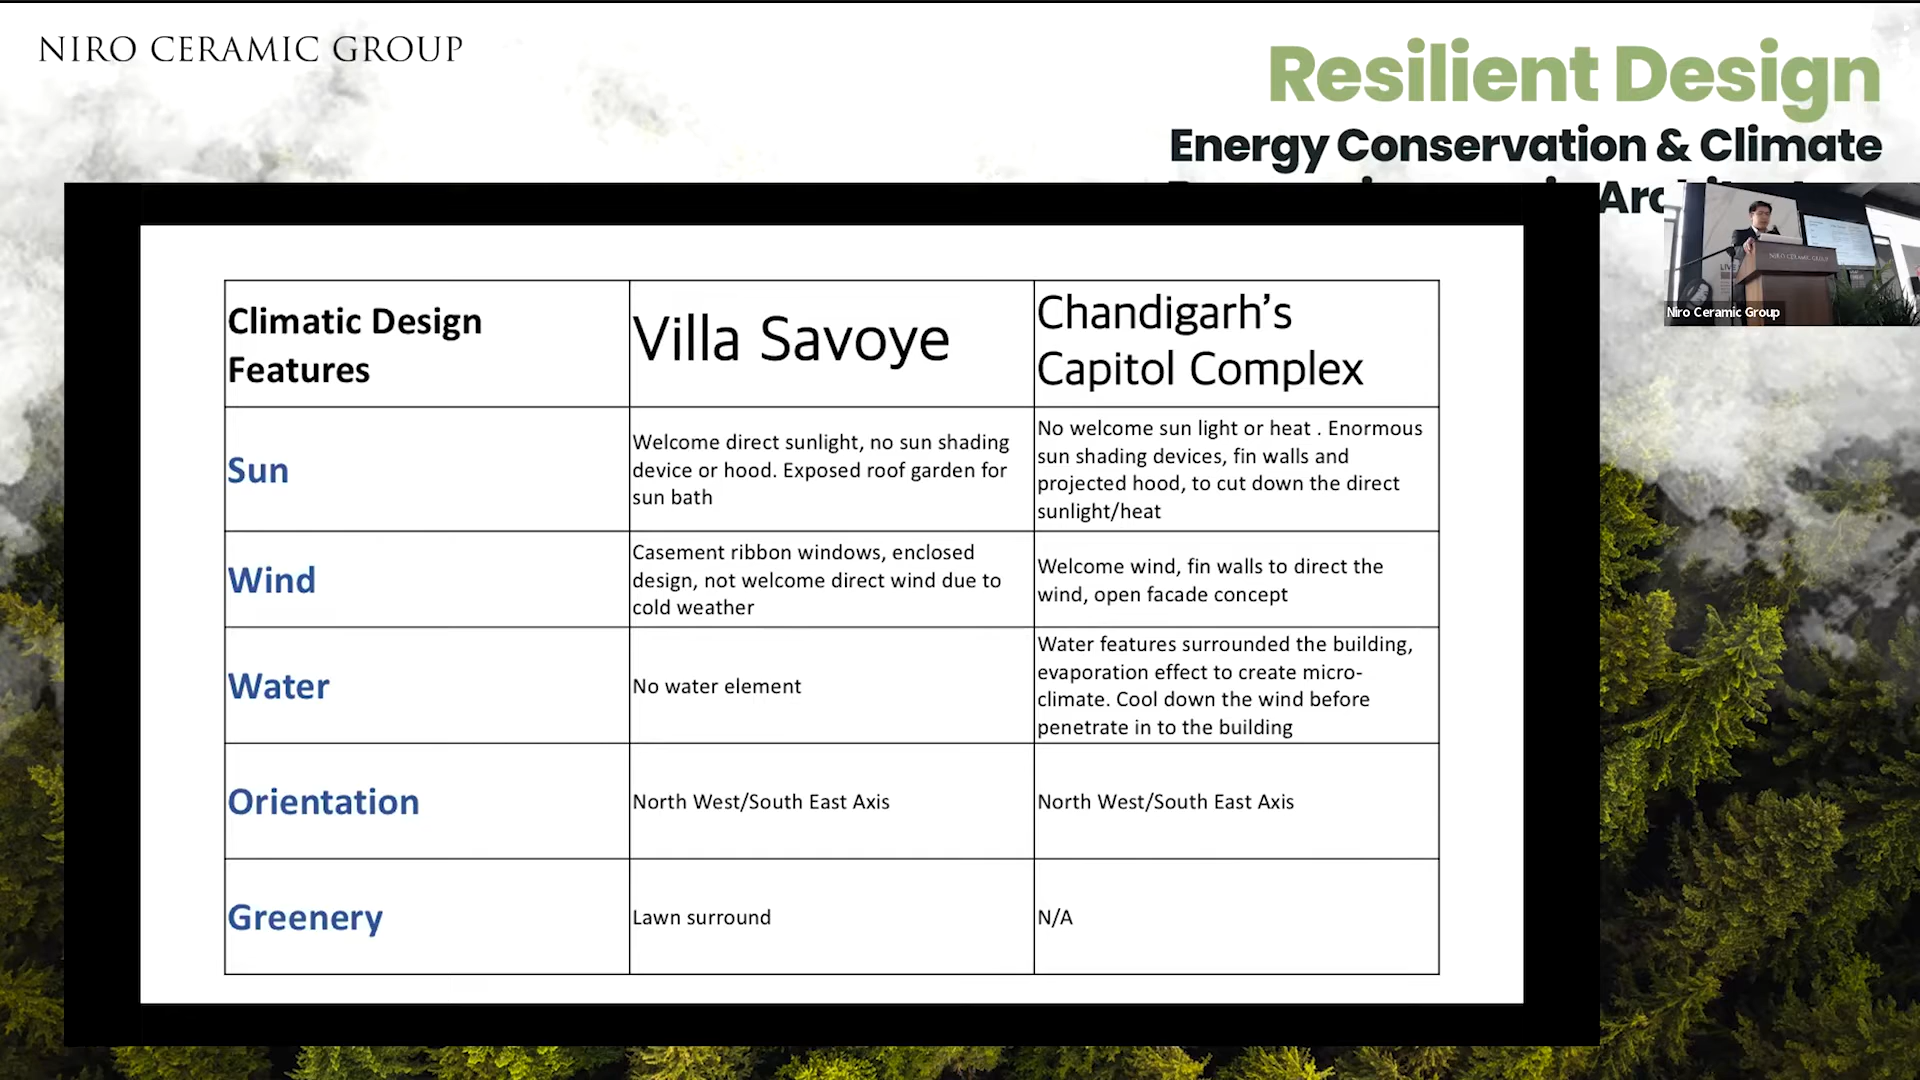 NIRO CERAMIC GROUP
Resilient Design
Energy Conservation & Climate
Climatic Design
Features
Villa Savoye
Chandigarh’s
Capitol Complex
Sun
Welcome direct sunlight, no sun shading
device or hood. Exposed roof garden for
sun bath
No welcome sun light or heat . Enormous
sun shading devices, fin walls and
projected hood, to cut down the direct
sunlight/heat
Wind
Casement ribbon windows, enclosed
design, not welcome direct wind due to
cold weather
Welcome wind, fin walls to direct the
wind, open facade concept
Water
No water element
Water features surrounded the building,
evaporation effect to create micro-
climate. Cool down the wind before
penetrate in to the building
Orientation
North West/South East Axis
North West/South East Axis
Greenery
Lawn surround
N/A
NIRO CERAMIC GROUP
Niro Ceramic Group